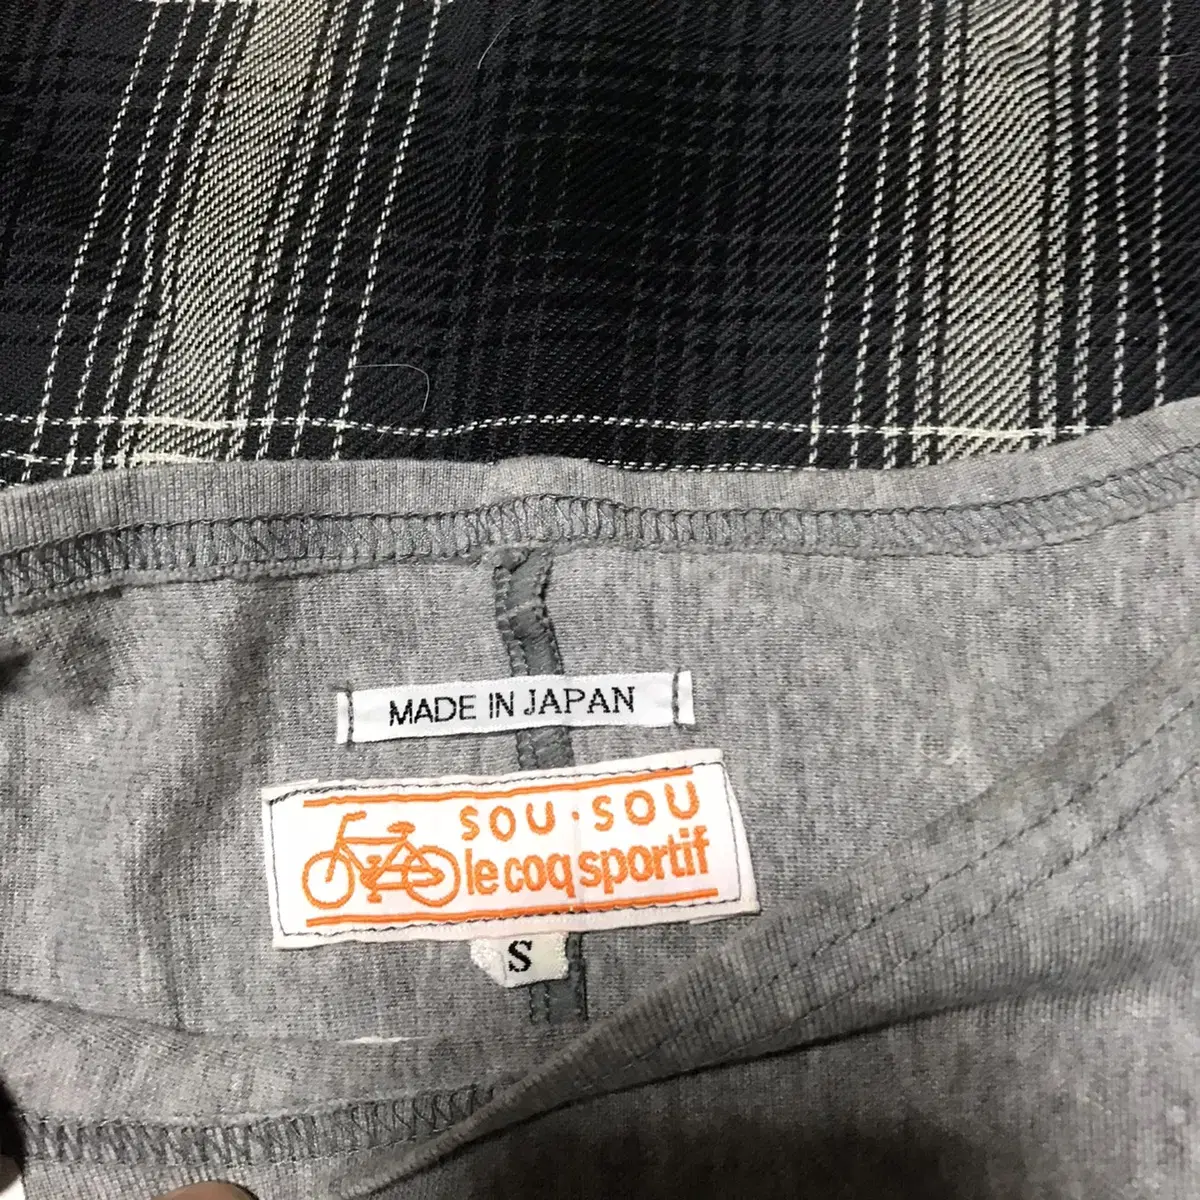 MADE IN JAPAN
SOU・SOU
le coq sportif
S